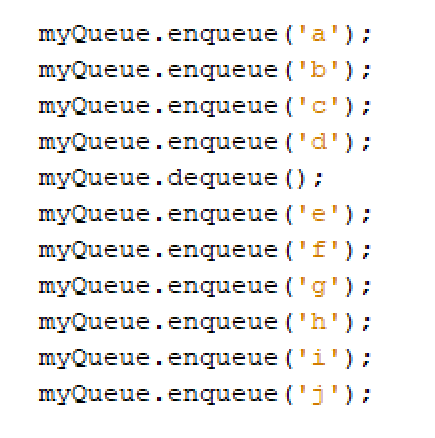 myQueue.enqueue('a');
myQueue.enqueue('b');
myQueue.enqueue('c');
myQueue.enqueue('d');
myQueue.dequeue();
myQueue.enqueue('e');
myQueue.enqueue('f');
myQueue.enqueue('g');
myQueue.enqueue('h');
myQueue.enqueue('i');
myQueue.enqueue('j');